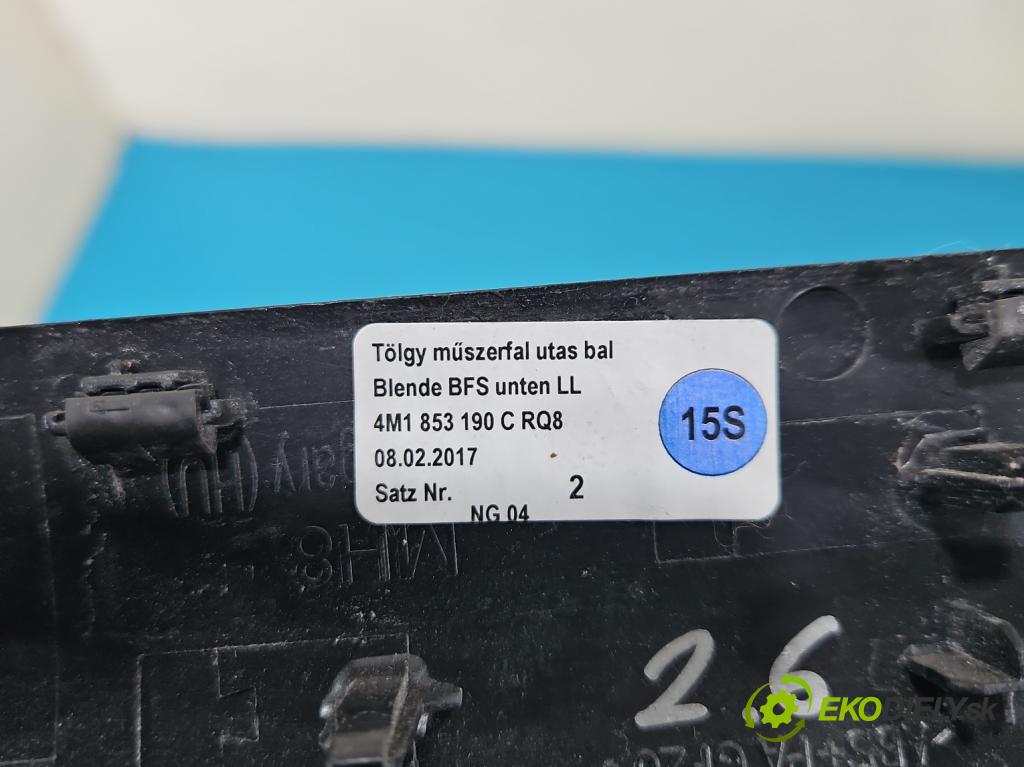 Tölgy műszerfal utas bal
Blende BFS unten LL
4M1 853 190 C RQ8
15S
08.02.2017
Satz Nr. 2
NG 04
(HU)
26
EKODIELY.sk